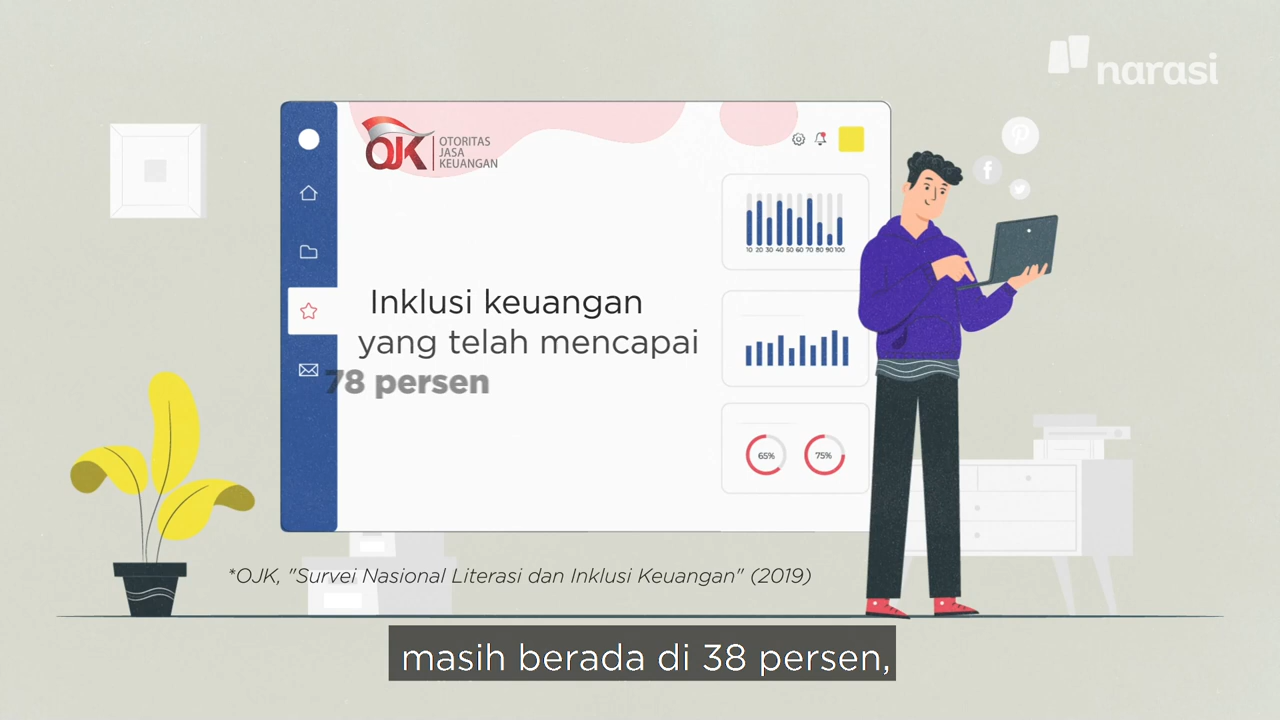 narasi
OJK
OTORITAS
JASA
KEUANGAN
10 20 30 40 50 60 70 80 90 100
Inklusi keuangan
yang telah mencapai
78 persen
65%
75%
*OJK, "Survei Nasional Literasi dan Inklusi Keuangan" (2019)
masih berada di 38 persen,